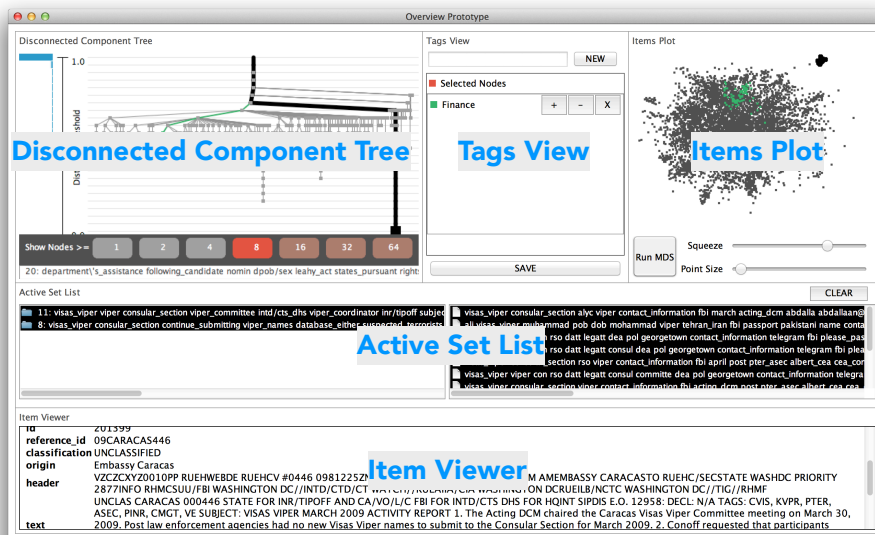 Overview Prototype
Disconnected Component Tree
1.0
Disconnected Component Tree
Show Nodes >=
1
2
4
8
16
32
64
20: department\'s_assistance following_candidate nomin dpob/sex leahy_act states_pursuant right
Tags View
NEW
Selected Nodes
Finance
+
-
X
Tags View
SAVE
Items Plot
Items Plot
Run MDS
Squeeze
Point Size
Active Set List
CLEAR
11: visas_viper viper consular_section viper_committee intd/cts_dhs viper_coordinator inr/tipoff subjec
8: visas_viper consular_section continue_submitting viper_names database_either suspected_terrorists
visas_viper consular_section alyc viper contact_information fbi march acting_dcm abdalla abdallaan@
ali visas_viper muhammad pob dob mohammad viper tehran_iran fbi passport pakistani name conta
rso datt legatt dea pol georgetown contact_information telegram fbi please_pas
rso datt legatt consul dea pol georgetown contact_information telegram fbi plea
_section rso viper contact_information fbi april post pter_asec albert_cea cea_cor
visas_viper viper con rso datt legatt consul committe dea pol georgetown contact_information telegra
visas_viper consular_section viper contact_information fbi acting_dcm post pter_asec albert_cea cea
Active Set List
Item Viewer
id 201399
reference_id 09CARACAS446
classification UNCLASSIFIED
origin Embassy Caracas
header VZCZCXYZ0010PP RUEHWEBDE RUEHCV #0446 0981225ZN M AMEMBASSY CARACASTO RUEHC/SECSTATE WASHDC PRIORITY
2877INFO RHMCSUU/FBI WASHINGTON DC//INTD/CTD/CT WASHINGTON DCRUEILB/NCTC WASHINGTON DC//TIG//RHMF
UNCLAS CARACAS 000446 STATE FOR INR/TIPOFF AND CA/VO/L/C FBI FOR INTD/CTS DHS FOR HQINT SIPDIS E.O. 12958: DECL: N/A TAGS: CVIS, KVPR, PTER,
ASEC, PINR, CMGT, VE SUBJECT: VISAS VIPER MARCH 2009 ACTIVITY REPORT 1. The Acting DCM chaired the Caracas Visas Viper Committee meeting on March 30,
text 2009. Post law enforcement agencies had no new Visas Viper names to submit to the Consular Section for March 2009. 2. Conoff requested that participants
Item Viewer